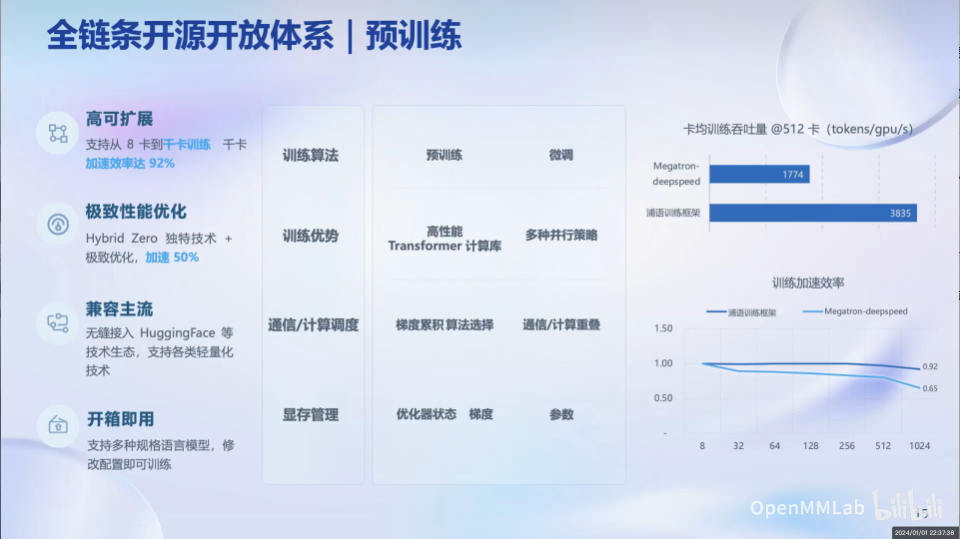 全链条开源开放体系｜预训练
高可扩展
支持从 8 卡到千卡训练 千卡
加速效率达 92%
极致性能优化
Hybrid Zero 独特技术 +
极致优化，加速 50%
兼容主流
无缝接入 HuggingFace 等
技术生态，支持各类轻量化
技术
开箱即用
支持多种规格语言模型，修
改配置即可训练
训练算法
预训练
微调
训练优势
高性能
Transformer 计算库
多种并行策略
通信/计算调度
梯度累积算法选择
通信/计算重叠
显存管理
优化器状态 梯度
参数
卡均训练吞吐量 @512 卡（tokens/gpu/s）
Megatron-
deepspeed
1774
浦语训练框架
3835
训练加速效率
浦语训练框架
Megatron-deepspeed
1.50
1.00
0.50
-
0.92
0.65
8 32 64 128 256 512 1024
OpenMMLab bilibili
2024/01/01 22:37:38